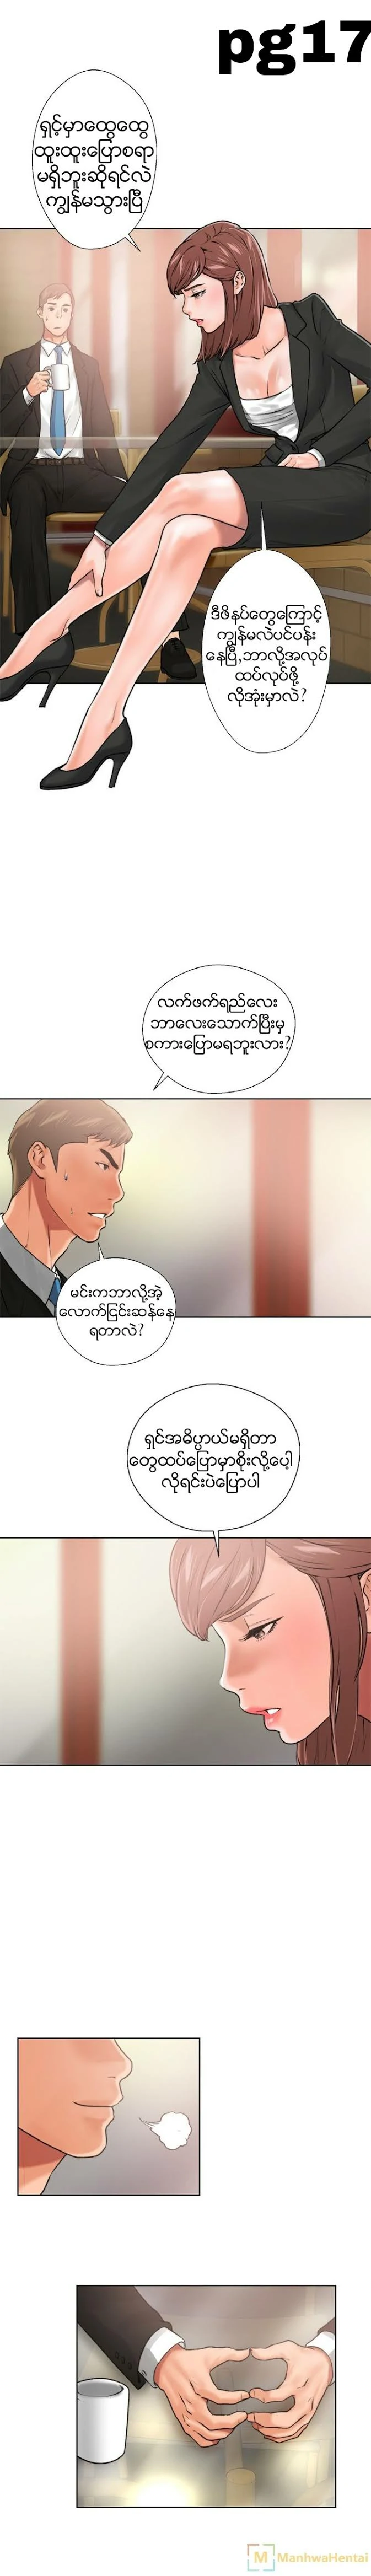 pg17
ရှင့်မှာထွေထွေ
ထူးထူးပြောစရာ
မရှိဘူးဆိုရင်လဲ
ကျွန်မသွားပြီ
ဒီဖိနပ်တွေကြောင့်
ကျွန်မလဲပင်ပန်း
နေပြီ,ဘာလို့အလုပ်
ထပ်လုပ်ဖို့
လိုအုံးမှာလဲ?
လက်ဖက်ရည်လေး
ဘာလေးသောက်ပြီးမှ
စကားပြောမရဘူးလား?
မင်းကဘာလို့အဲ့
လောက်ငြင်းဆန်နေ
ရတာလဲ?
ရှင်အဓိပ္ပာယ်မရှိတာ
တွေထပ်ပြောမှာစိုးလို့ပေါ့
လိုရင်းပဲပြောပါ
M ManhwaHentai